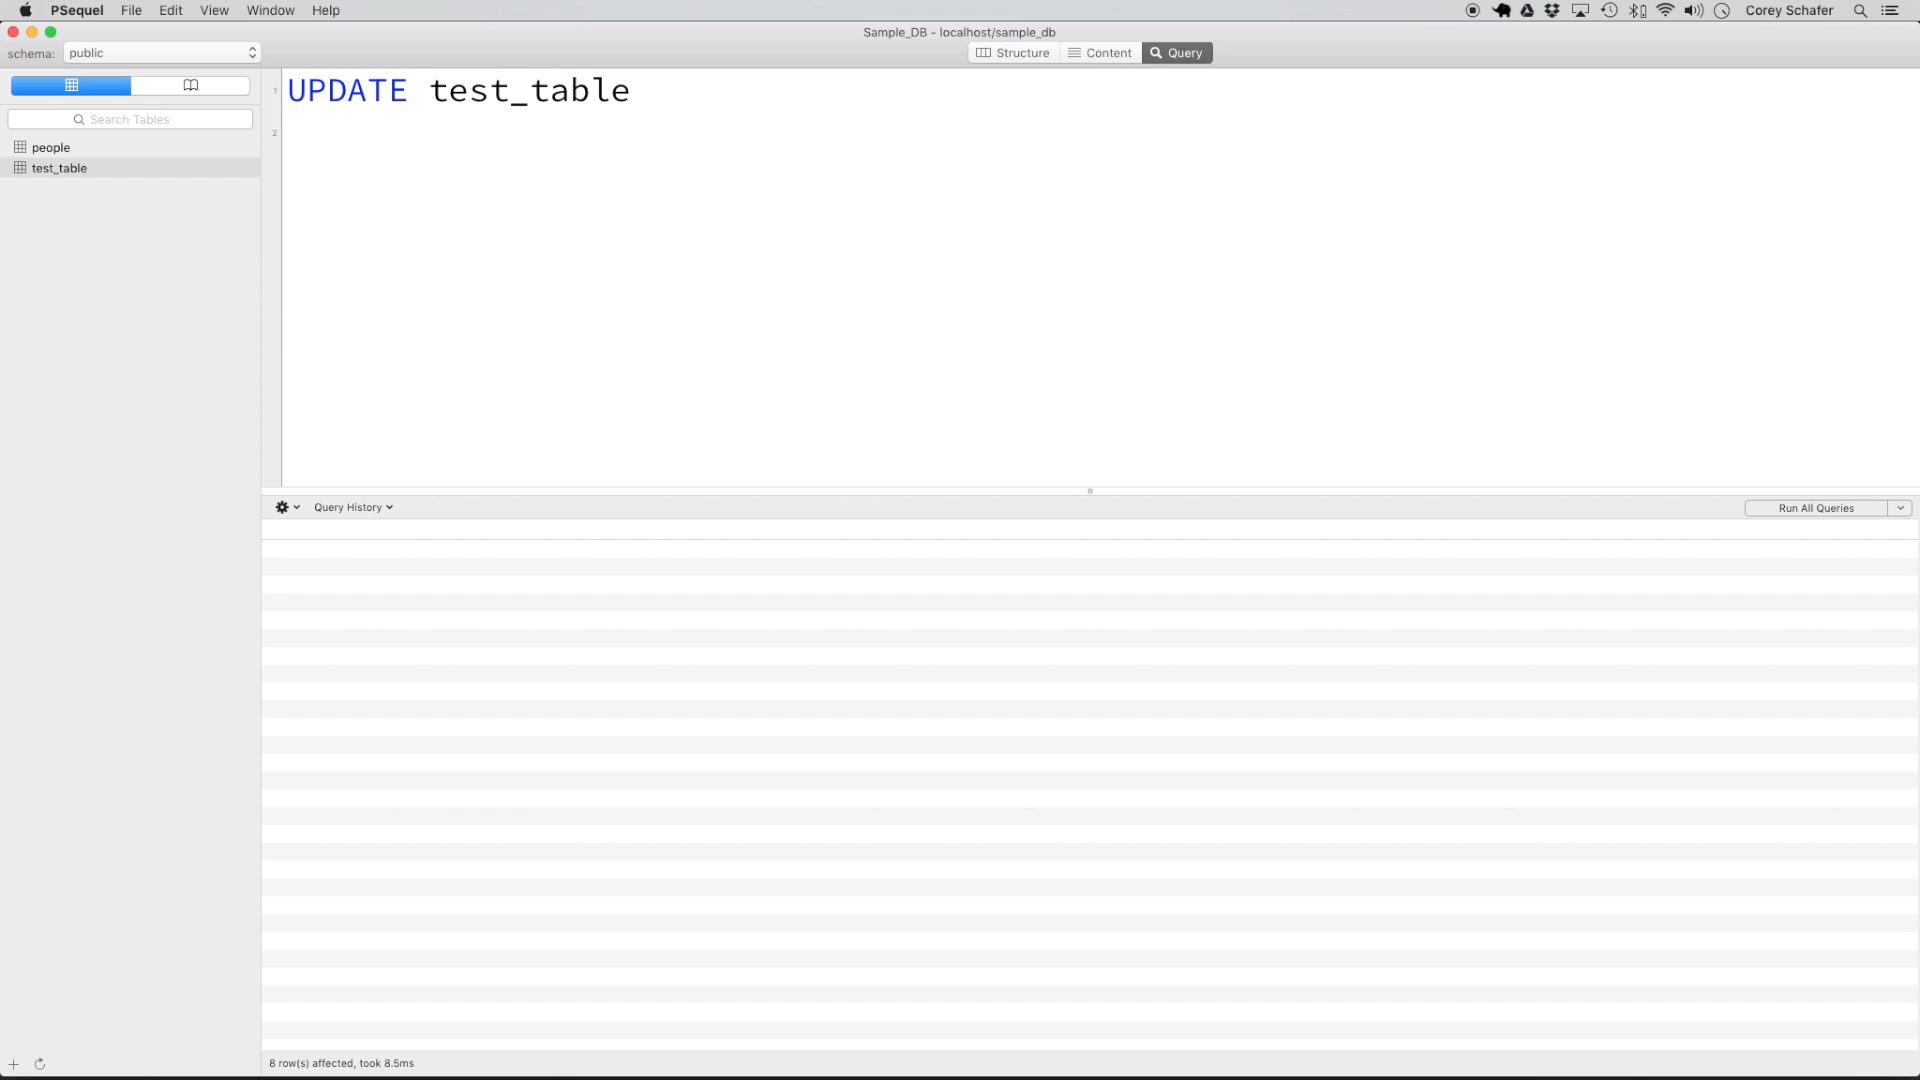 PSequel File Edit View Window Help Corey Schafer
Sample_DB - localhost/sample_db
schema: public Structure Content Query
Search Tables
people
test_table
1 UPDATE test_table
2
Query History Run All Queries
8 row(s) affected, took 8.5ms